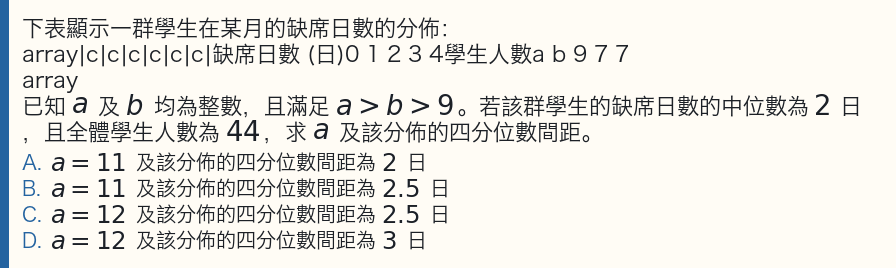 下表顯示一群學生在某月的缺席日數的分佈：
array|c|c|c|c|c|c|缺席日數 (日)0 1 2 3 4學生人數a b 9 7 7
array
已知 a 及 b 均為整數，且滿足 a > b > 9。若該群學生的缺席日數的中位數為 2 日
，且全體學生人數為 44，求 a 及該分佈的四分位數間距。
A. a = 11 及該分佈的四分位數間距為 2 日
B. a = 11 及該分佈的四分位數間距為 2.5 日
C. a = 12 及該分佈的四分位數間距為 2.5 日
D. a = 12 及該分佈的四分位數間距為 3 日